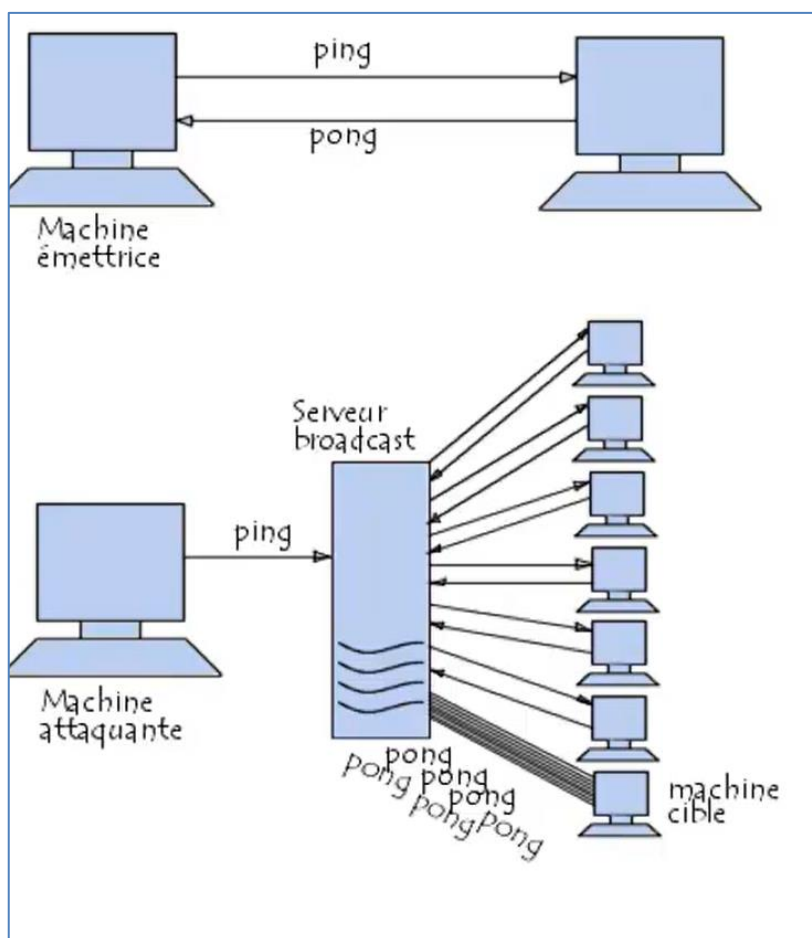 ping
pong
Machine
émettrice
Serveur
broadcast
ping
Machine
attaquante
pong
pong
pong
pong
pong
pong
machine
cible